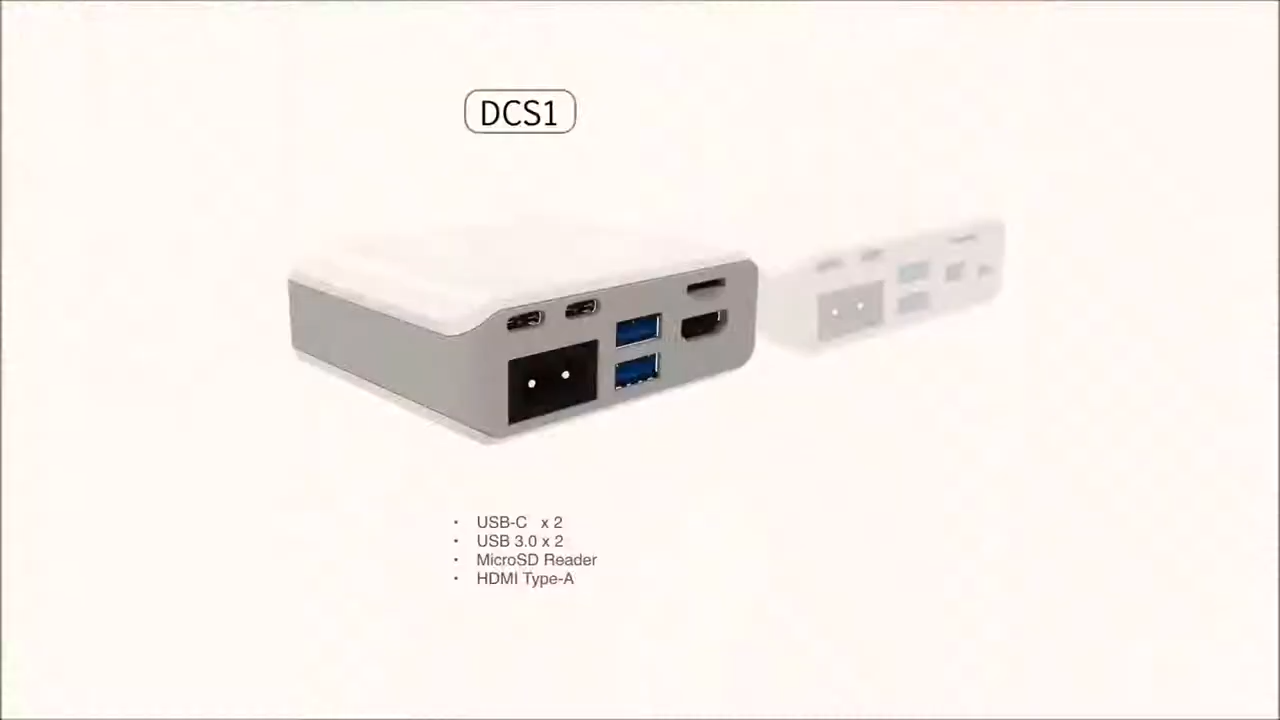 DCS1
• USB-C x 2
• USB 3.0 x 2
• MicroSD Reader
• HDMI Type-A